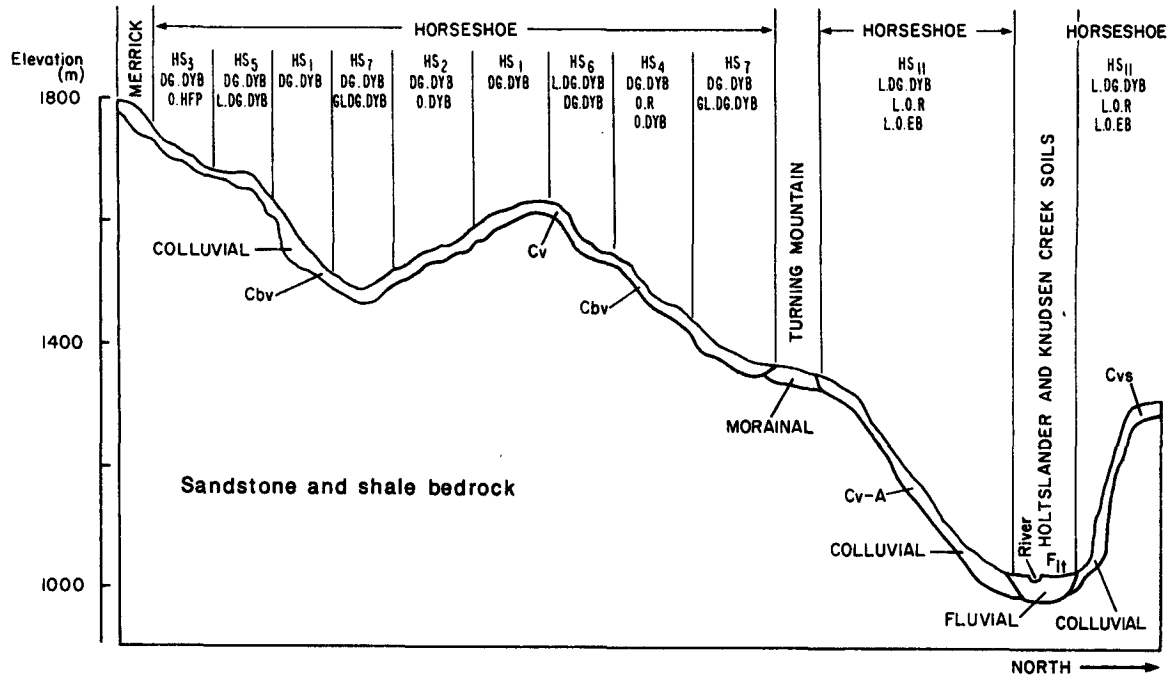 HORSESHOE
HORSESHOE
HORSESHOE
Elevation
(m)
MERRICK
HS3
DG.DYB
O.HFP
HS5
DG.DYB
L.DG.DYB
HS1
DG.DYB
HS7
DG.DYB
GLDG.DYB
HS2
DG.DYB
O.DYB
HS1
DG.DYB
HS6
L.DG.DYB
DG.DYB
HS4
DG.DYB
O.R
O.DYB
HS7
DG.DYB
GL.DG.DYB
TURNING MOUNTAIN
HS11
L.DG.DYB
L.O.R
L.O.EB
HOLTSLANDER AND KNUDSEN CREEK SOILS
HS11
L.DG.DYB
L.O.R
L.O.EB
1800
COLLUVIAL
Cbv
Cv
Cbv
1400
MORAINAL
Cvs
Sandstone and shale bedrock
Cv-A
COLLUVIAL
River
F1t
1000
FLUVIAL
COLLUVIAL
NORTH